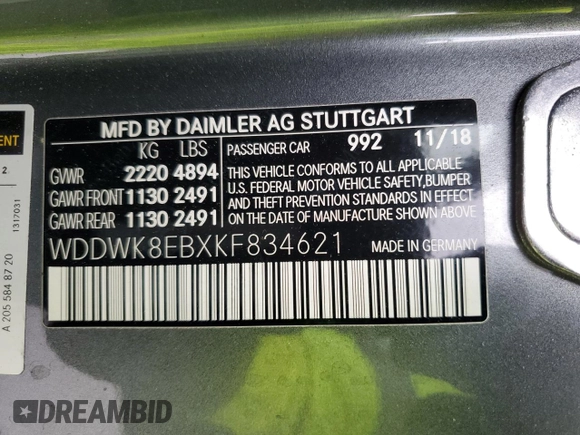 MFD BY DAIMLER AG STUTTGART
KG LBS
PASSENGER CAR 992 11/18
GVWR 2220 4894
GAWR FRONT 1130 2491
GAWR REAR 1130 2491
THIS VEHICLE CONFORMS TO ALL APPLICABLE
U.S. FEDERAL MOTOR VEHICLE SAFETY, BUMPER
AND THEFT PREVENTION STANDARDS IN EFFECT
ON THE DATE OF MANUFACTURE SHOWN ABOVE.
WDDWK8EBXKF834621
MADE IN GERMANY
ENT
2
1317031
A 205 584 87 20
DREAMBID